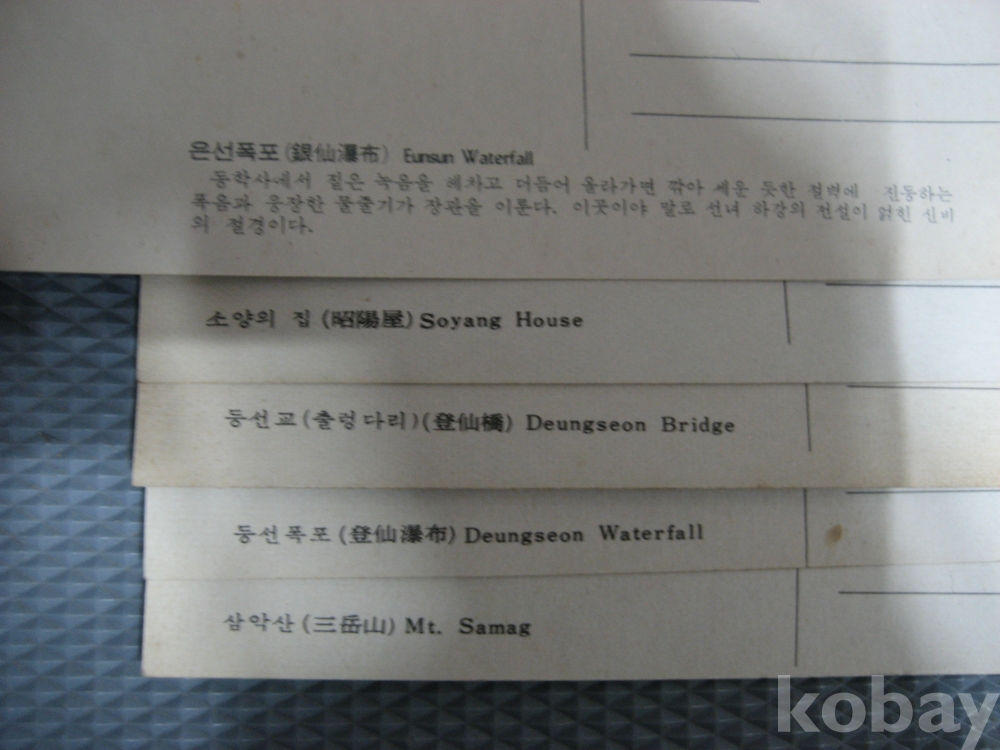 은선폭포(銀仙瀑布) Eunsun Waterfall
동학사에서 짙은 녹음을 헤차고 더듬어 올라가면 깎아 세운 듯한 절벽에 진동하는
폭음과 웅장한 물줄기가 장관을 이룬다. 이곳이야 말로 선녀 하강의 전설이 얽힌 신비
의 절경이다.
소양의 집 (昭陽屋) Soyang House
등선교(출렁다리)(登仙橋) Deungseon Bridge
등선폭포(登仙瀑布) Deungseon Waterfall
삼악산(三岳山) Mt. Samag
kobay